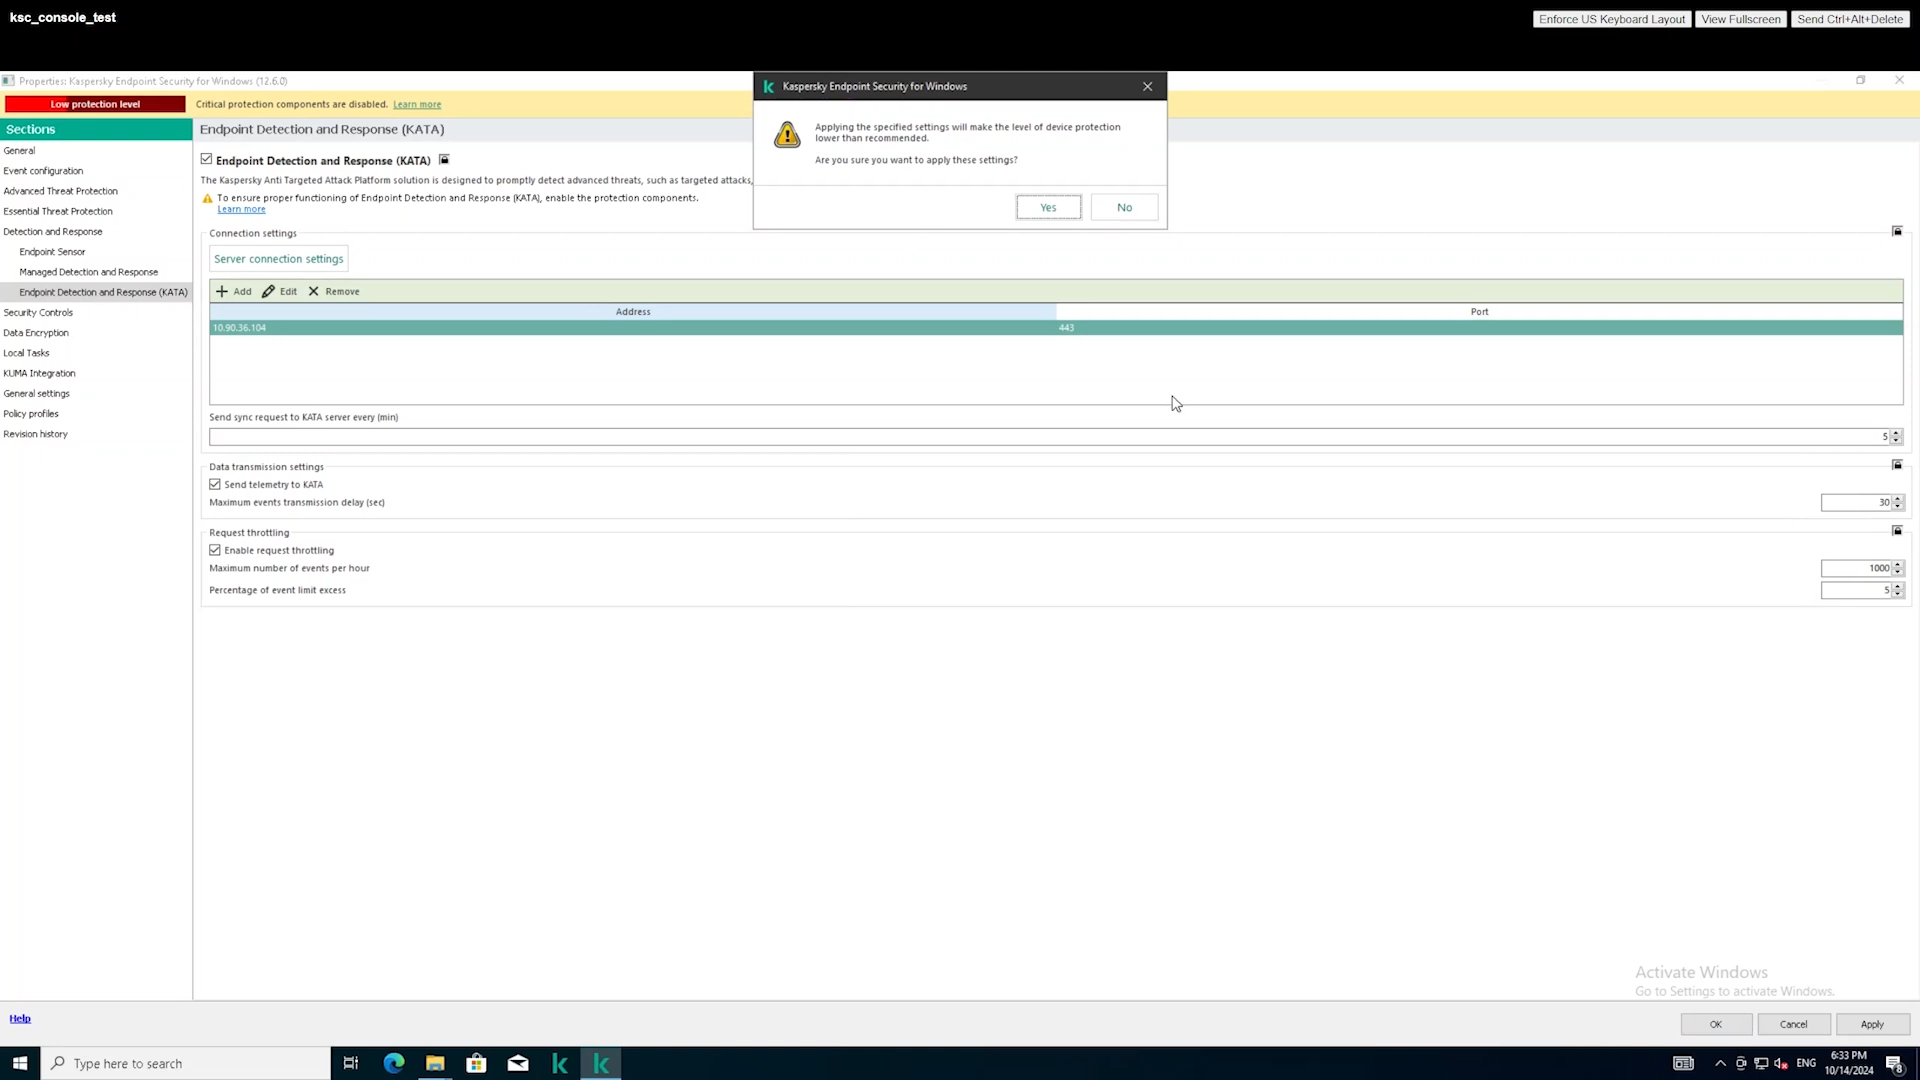 ksc_console_test
Enforce US Keyboard Layout
View Fullscreen
Send Ctrl+Alt+Delete
Properties: Kaspersky Endpoint Security for Windows (12.6.0)
Low protection level
Critical protection components are disabled. Learn more
Kaspersky Endpoint Security for Windows
Applying the specified settings will make the level of device protection
lower than recommended.
Are you sure you want to apply these settings?
Yes
No
Sections
General
Event configuration
Advanced Threat Protection
Essential Threat Protection
Detection and Response
Endpoint Sensor
Managed Detection and Response
Endpoint Detection and Response (KATA)
Security Controls
Data Encryption
Local Tasks
KUMA Integration
General settings
Policy profiles
Revision history
Endpoint Detection and Response (KATA)
Endpoint Detection and Response (KATA)
The Kaspersky Anti Targeted Attack Platform solution is designed to promptly detect advanced threats, such as targeted attacks,
To ensure proper functioning of Endpoint Detection and Response (KATA), enable the protection components.
Learn more
Connection settings
Server connection settings
Add
Edit
Remove
Address
Port
10.90.36.104
443
Send sync request to KATA server every (min)
5
Data transmission settings
Send telemetry to KATA
Maximum events transmission delay (sec)
30
Request throttling
Enable request throttling
Maximum number of events per hour
1000
Percentage of event limit excess
5
Activate Windows
Go to Settings to activate Windows.
Help
OK
Cancel
Apply
Type here to search
ENG
6:33 PM
10/14/2024
8